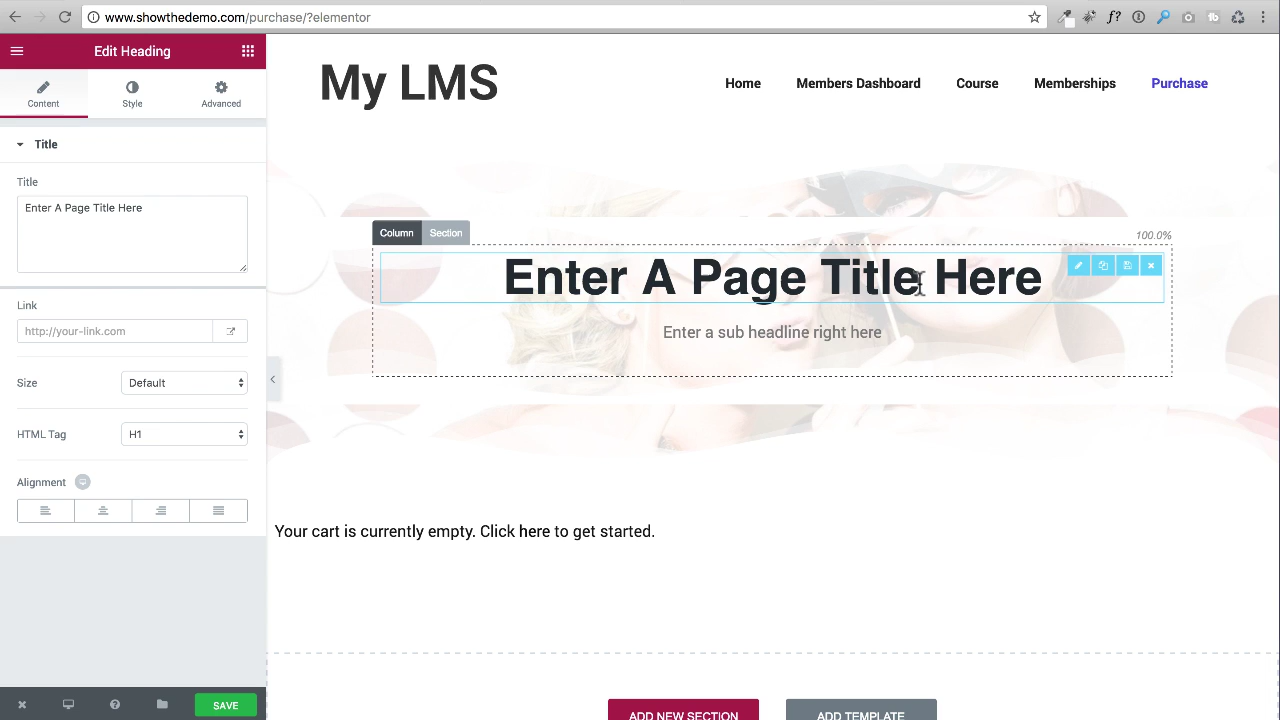 www.showthedemo.com/purchase/?elementor
Edit Heading
Content
Style
Advanced
Title
Title
Enter A Page Title Here
Link
http://your-link.com
Size
Default
HTML Tag
H1
Alignment
SAVE
My LMS
Home
Members Dashboard
Course
Memberships
Purchase
Column
Section
100.0%
Enter A Page Title Here
Enter a sub headline right here
Your cart is currently empty. Click here to get started.
ADD NEW SECTION
ADD TEMPLATE